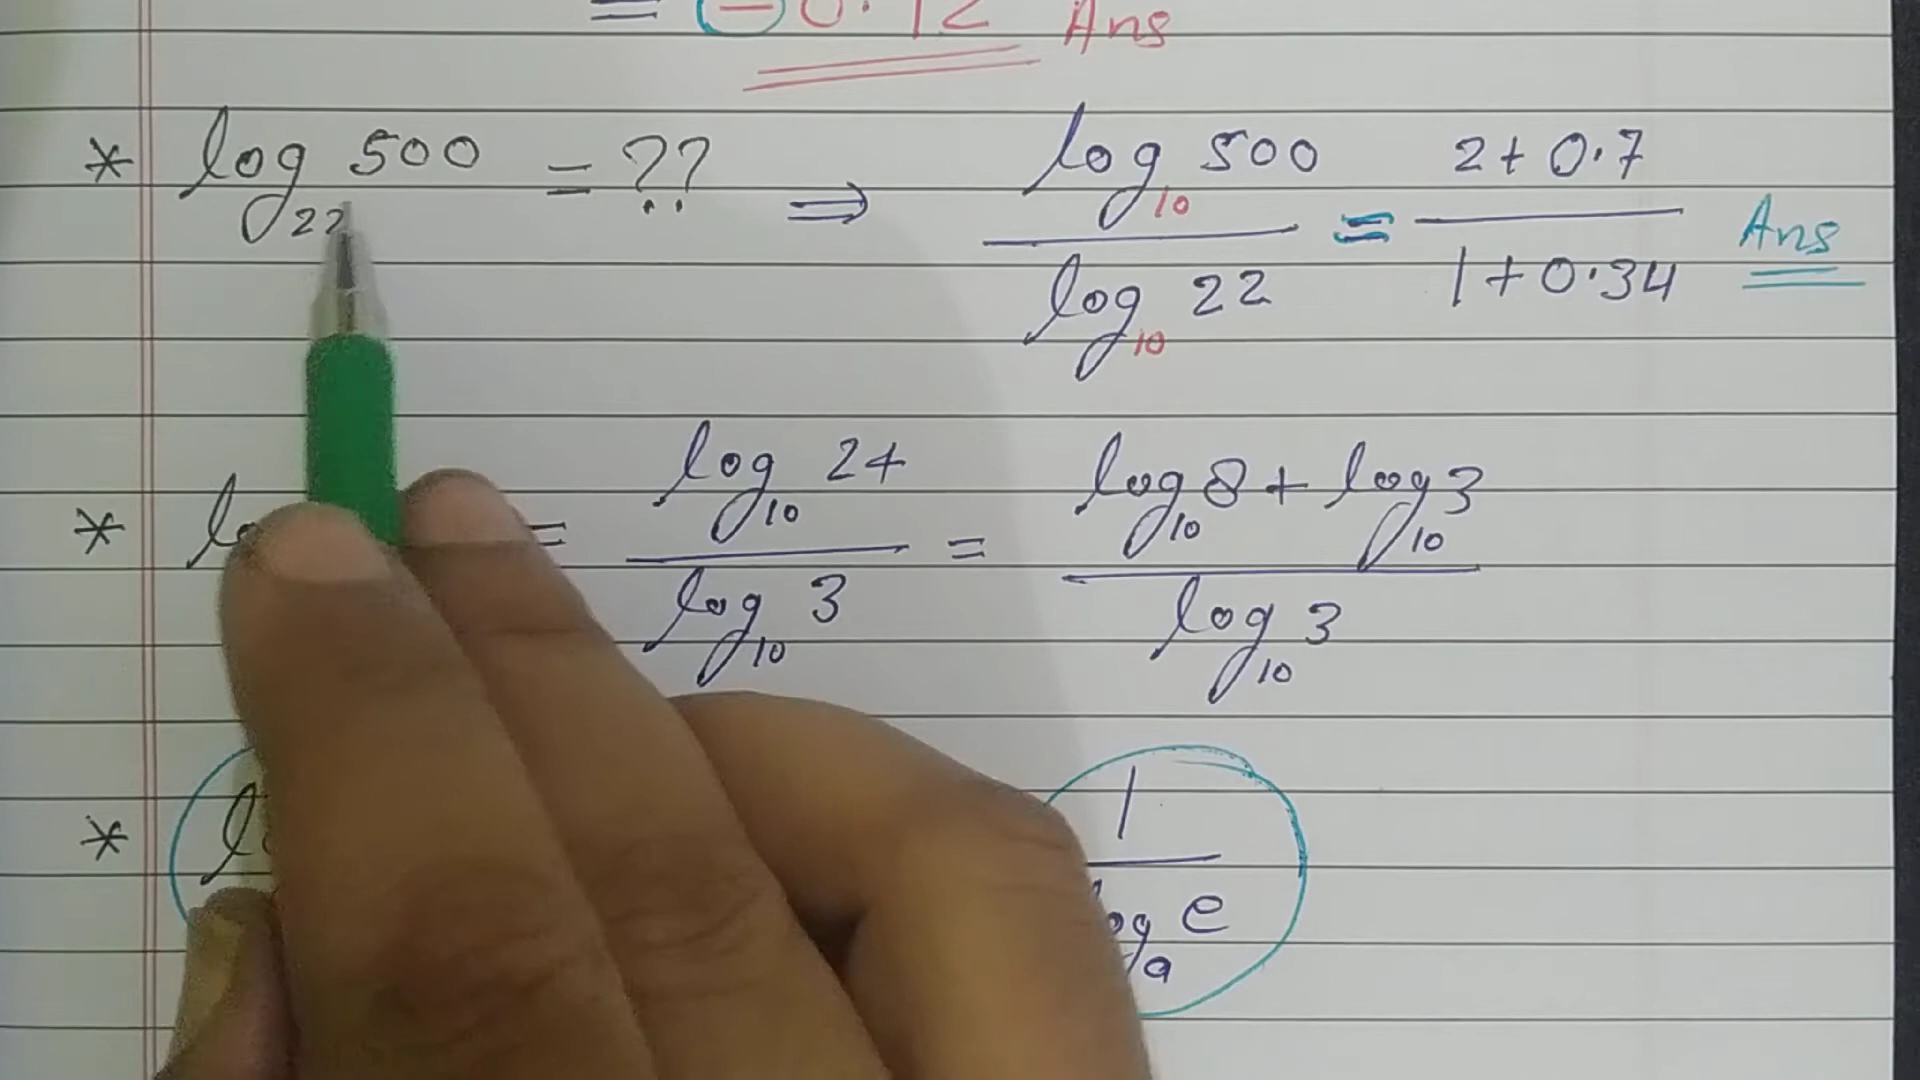 = -0.12 Ans
* log₂₂ 500 = ?? ⇒ log₁₀ 500 / log₁₀ 22 = 2 + 0.7 / 1 + 0.34 Ans
* = log₁₀ 24 / log₁₀ 3 = log₁₀ 8 + log₁₀ 3 / log₁₀ 3
* 1 / log e